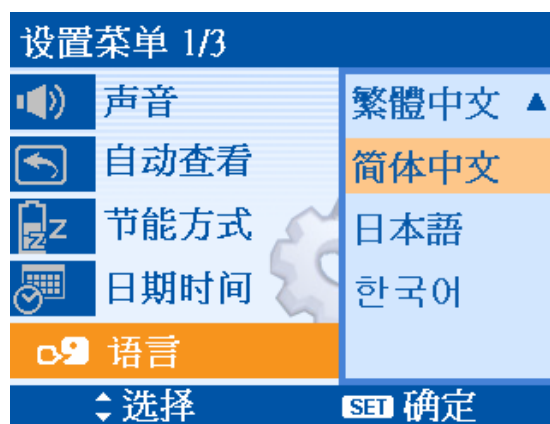 设置菜单 1/3
声音
自动查看
节能方式
日期时间
语言
繁體中文
简体中文
日本語
한국어
选择
SET 确定